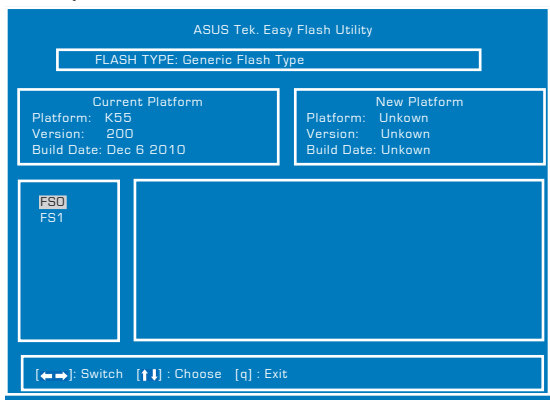 ASUS Tek. Easy Flash Utility
FLASH TYPE: Generic Flash Type
Current Platform
Platform: K55
Version: 200
Build Date: Dec 6 2010
New Platform
Platform: Unkown
Version: Unkown
Build Date: Unkown
FS0
FS1
[←→]: Switch [↑↓] : Choose [q] : Exit